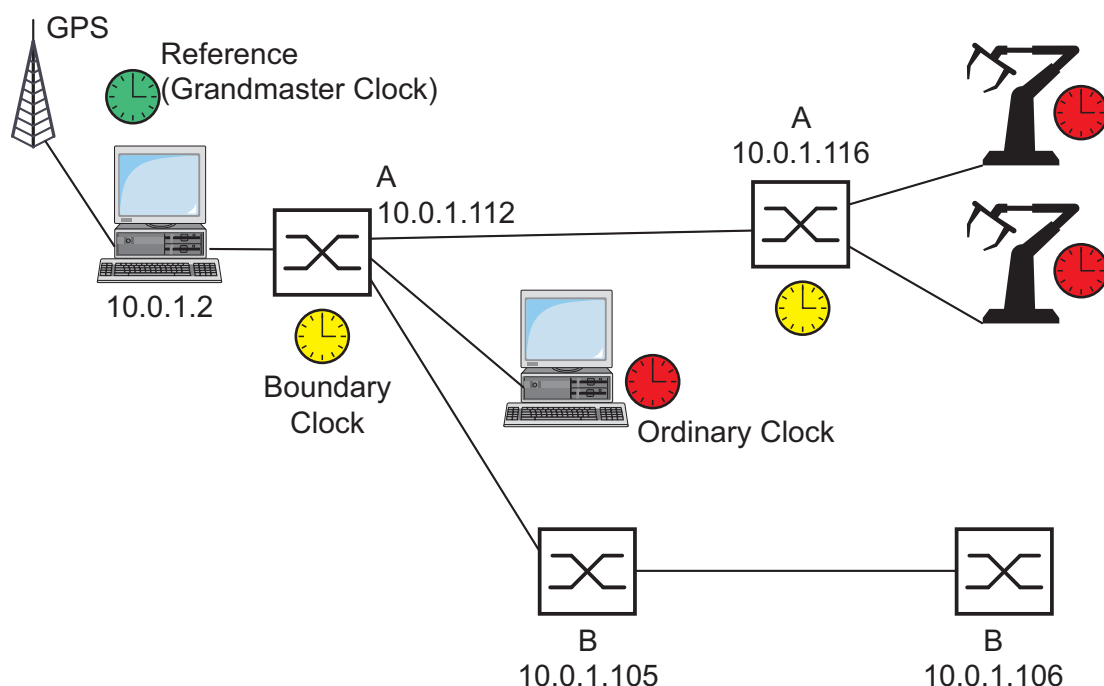 GPS
Reference
(Grandmaster Clock)
A
10.0.1.112
A
10.0.1.116
10.0.1.2
Boundary
Clock
Ordinary Clock
B
10.0.1.105
B
10.0.1.106